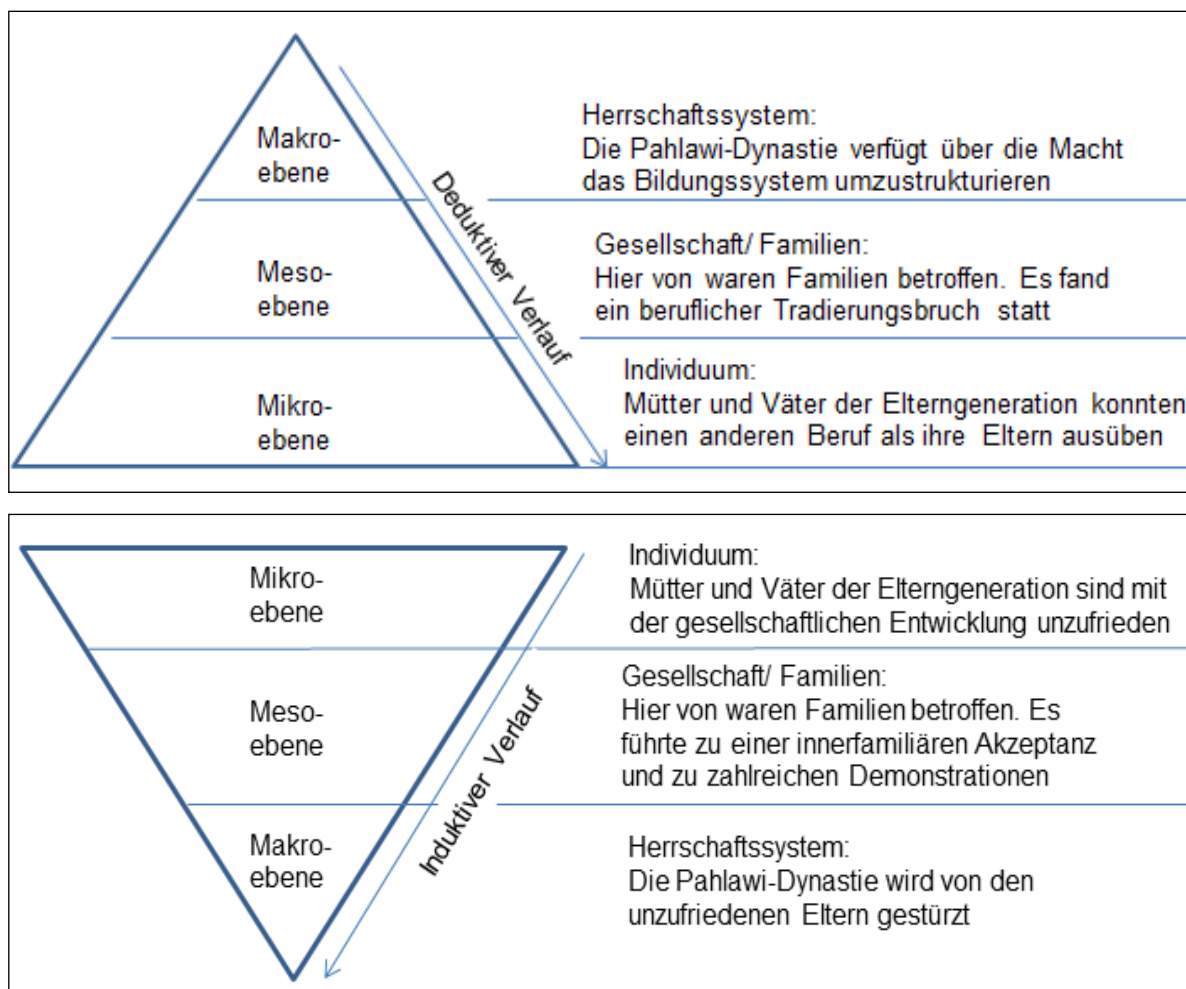 Makro-
ebene
Herrschaftssystem:
Die Pahlawi-Dynastie verfügt über die Macht
das Bildungssystem umzustrukturieren
Deduktiver Verlauf
Meso-
ebene
Gesellschaft/ Familien:
Hier von waren Familien betroffen. Es fand
ein beruflicher Tradierungsbruch statt
Mikro-
ebene
Individuum:
Mütter und Väter der Elterngeneration konnten
einen anderen Beruf als ihre Eltern ausüben
Mikro-
ebene
Individuum:
Mütter und Väter der Elterngeneration sind mit
der gesellschaftlichen Entwicklung unzufrieden
Meso-
ebene
Gesellschaft/ Familien:
Hier von waren Familien betroffen. Es
führte zu einer innerfamiliären Akzeptanz
und zu zahlreichen Demonstrationen
Induktiver Verlauf
Makro-
ebene
Herrschaftssystem:
Die Pahlawi-Dynastie wird von den
unzufriedenen Eltern gestürzt